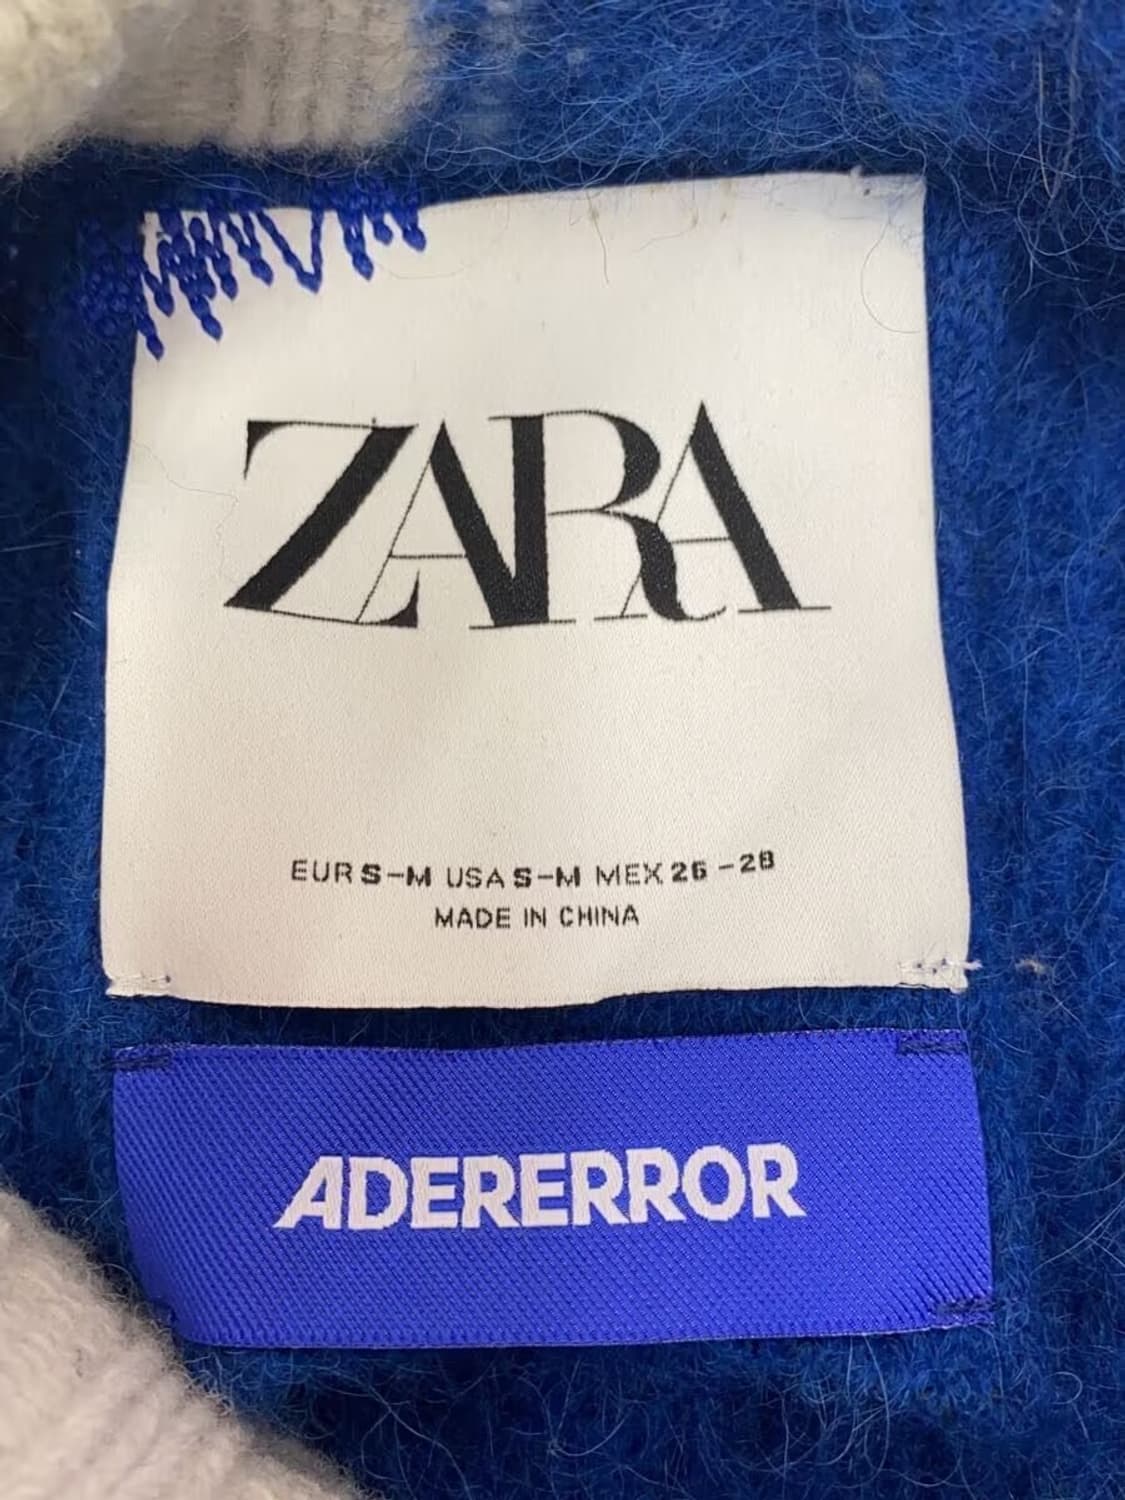 ZARA
EUR S-M USA S-M MEX 26-28
MADE IN CHINA
ADERERROR